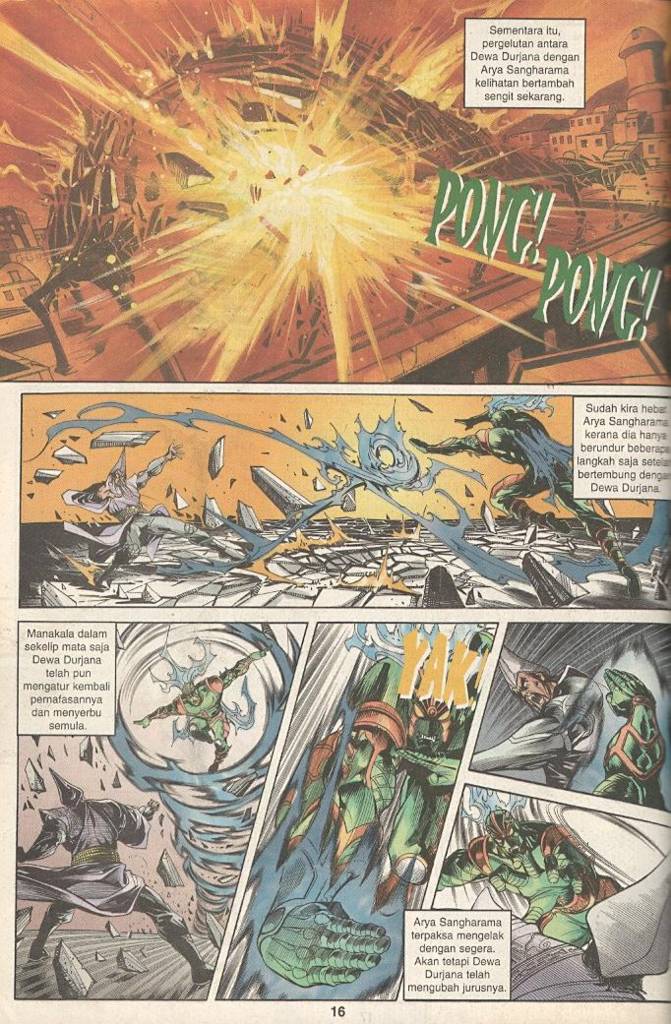 Sementara itu,
pergelutan antara
Dewa Durjana dengan
Arya Sangharama
kelihatan bertambah
sengit sekarang.
PONG!
PONG!
Sudah kira hebat
Arya Sangharama
kerana dia hanya
berundur beberapa
langkah saja setelah
bertembung dengan
Dewa Durjana.
Manakala dalam
sekelip mata saja
Dewa Durjana
telah pun
mengatur kembali
pernafasannya
dan menyerbu
semula.
YAK!
Arya Sangharama
terpaksa mengelak
dengan segera.
Akan tetapi Dewa
Durjana telah
mengubah jurusnya.
16